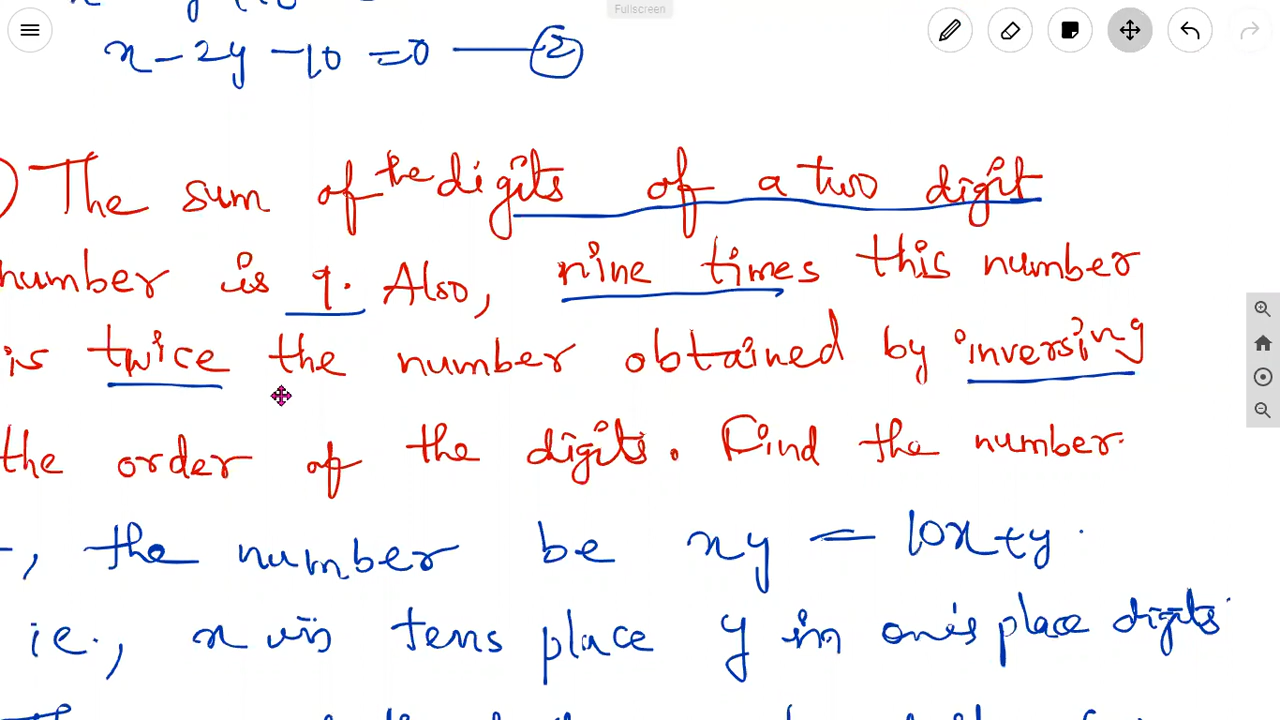 Fullscreen
x - 2y - 10 = 0 —— ②
) The sum of the digits of a two digit
number is 9. Also, nine times this number
is twice the number obtained by inversing
the order of the digits. Find the number.
, the number be xy = 10x + y.
ie., x in tens place y in one's place digits